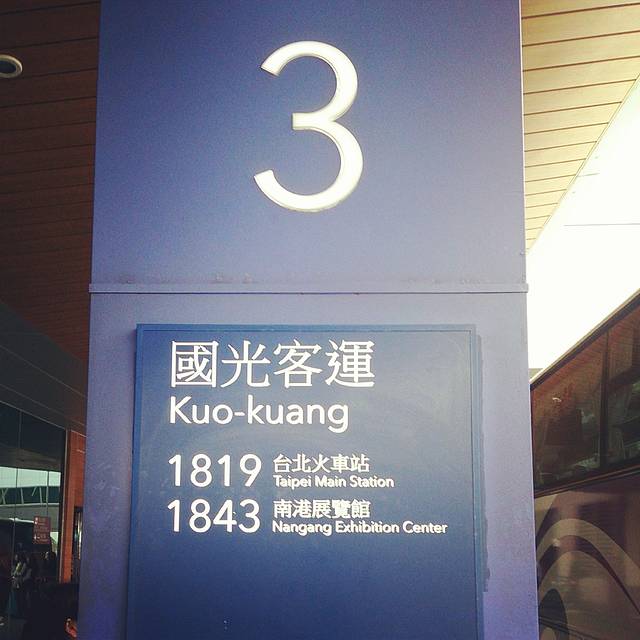 3
國光客運
Kuo-kuang
1819 台北火車站
Taipei Main Station
1843 南港展覽館
Nangang Exhibition Center